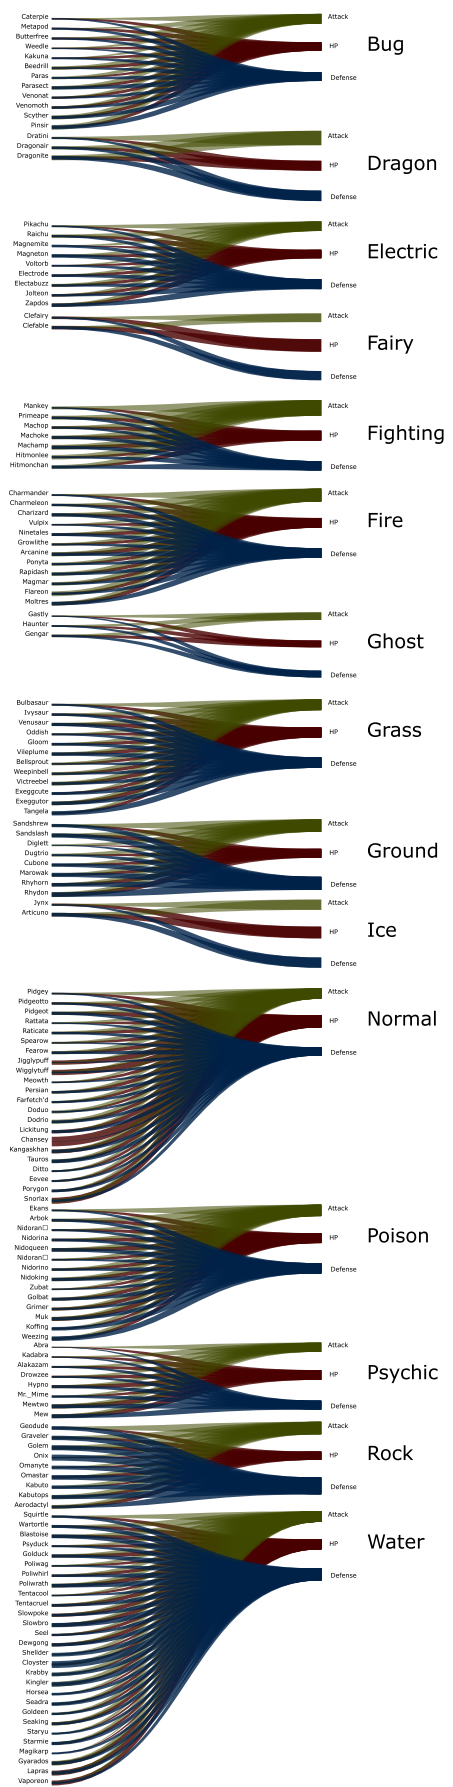 Caterpie
Metapod
Butterfree
Weedle
Kakuna
Beedrill
Paras
Parasect
Venonat
Venomoth
Scyther
Pinsir
Attack
HP
Defense
Bug
Dratini
Dragonair
Dragonite
Attack
HP
Defense
Dragon
Pikachu
Raichu
Magnemite
Magneton
Voltorb
Electrode
Electabuzz
Jolteon
Zapdos
Attack
HP
Defense
Electric
Clefairy
Clefable
Attack
HP
Defense
Fairy
Mankey
Primeape
Machop
Machoke
Machamp
Hitmonlee
Hitmonchan
Attack
HP
Defense
Fighting
Charmander
Charmeleon
Charizard
Vulpix
Ninetales
Growlithe
Arcanine
Ponyta
Rapidash
Magmar
Flareon
Moltres
Attack
HP
Defense
Fire
Gastly
Haunter
Gengar
Attack
HP
Defense
Ghost
Bulbasaur
Ivysaur
Venusaur
Oddish
Gloom
Vileplume
Bellsprout
Weepinbell
Victreebel
Exeggcute
Exeggutor
Tangela
Attack
HP
Defense
Grass
Sandshrew
Sandslash
Diglett
Dugtrio
Cubone
Marowak
Rhyhorn
Rhydon
Attack
HP
Defense
Ground
Jynx
Articuno
Attack
HP
Defense
Ice
Pidgey
Pidgeotto
Pidgeot
Rattata
Raticate
Spearow
Fearow
Jigglypuff
Wigglytuff
Meowth
Persian
Farfetch'd
Doduo
Dodrio
Lickitung
Chansey
Kangaskhan
Tauros
Ditto
Eevee
Porygon
Snorlax
Attack
HP
Defense
Normal
Ekans
Arbok
Nidoran□
Nidorina
Nidoqueen
Nidoran□
Nidorino
Nidoking
Zubat
Golbat
Grimer
Muk
Koffing
Weezing
Attack
HP
Defense
Poison
Abra
Kadabra
Alakazam
Drowzee
Hypno
Mr._Mime
Mewtwo
Mew
Attack
HP
Defense
Psychic
Geodude
Graveler
Golem
Onix
Omanyte
Omastar
Kabuto
Kabutops
Aerodactyl
Attack
HP
Defense
Rock
Squirtle
Wartortle
Blastoise
Psyduck
Golduck
Poliwag
Poliwhirl
Poliwrath
Tentacool
Tentacruel
Slowpoke
Slowbro
Seel
Dewgong
Shellder
Cloyster
Krabby
Kingler
Horsea
Seadra
Goldeen
Seaking
Staryu
Starmie
Magikarp
Gyarados
Lapras
Vaporeon
Attack
HP
Defense
Water